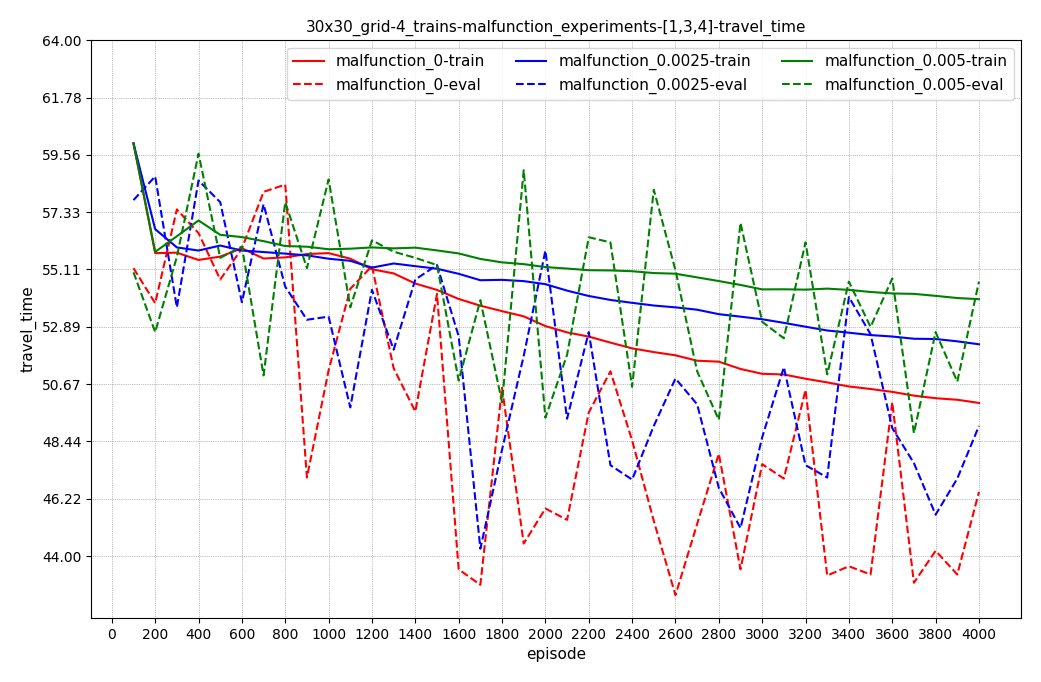 30x30_grid-4_trains-malfunction_experiments-[1,3,4]-travel_time
malfunction_0-train malfunction_0.0025-train malfunction_0.005-train
malfunction_0-eval malfunction_0.0025-eval malfunction_0.005-eval
64.00
61.78
59.56
57.33
55.11
52.89
50.67
48.44
46.22
44.00
travel_time
0 200 400 600 800 1000 1200 1400 1600 1800 2000 2200 2400 2600 2800 3000 3200 3400 3600 3800 4000
episode